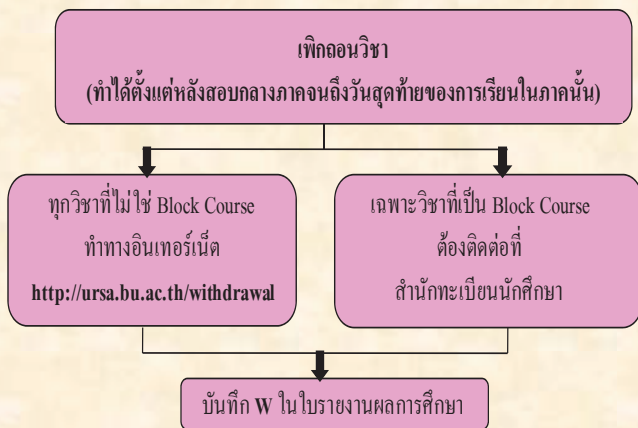 เพิกถอนวิชา
(ทำได้ตั้งแต่หลังสอบกลางภาคจนถึงวันสุดท้ายของการเรียนในภาคนั้น)
ทุกวิชาที่ไม่ใช่ Block Course
ทำทางอินเทอร์เน็ต
http://ursa.bu.ac.th/withdrawal
เฉพาะวิชาที่เป็น Block Course
ต้องติดต่อที่
สำนักทะเบียนนักศึกษา
บันทึก W ในใบรายงานผลการศึกษา